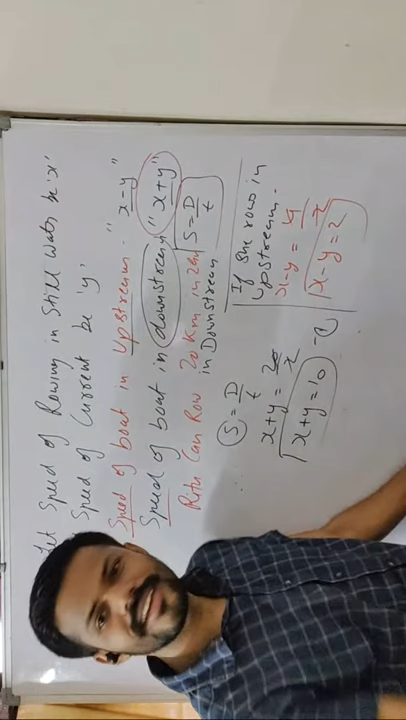 Let Speed of Rowing in Still water be 'x'
Speed of Current be 'y'
Speed of boat in Upstream - "x-y"
Speed of boat in downstream "x+y"
Ritu Can Row 20 Km in 2hr
in Downstream
S = D/t
S = D/t
x+y = 20/2
x+y = 10
If she rows in
upstream -
x-y = 4/2
x-y = 2